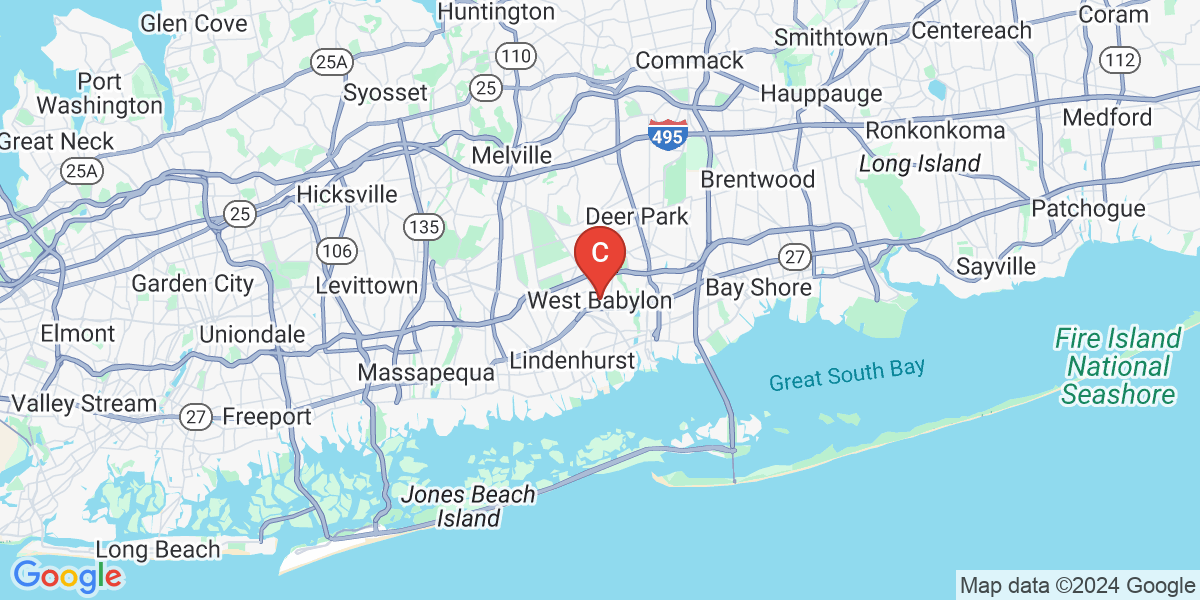 Huntington
Glen Cove
Coram
Smithtown
Centereach
25A
110
Commack
112
Port
Washington
Syosset
25
Hauppauge
Medford
Great Neck
495
Ronkonkoma
Melville
Long Island
25A
Brentwood
Hicksville
25
135
Deer Park
Patchogue
106
C
27
Sayville
Garden City
Levittown
West Babylon
Bay Shore
Elmont
Uniondale
Fire Island
National
Seashore
Lindenhurst
Massapequa
Great South Bay
Valley Stream
27
Freeport
Jones Beach
Island
Long Beach
Google
Map data ©2024 Google